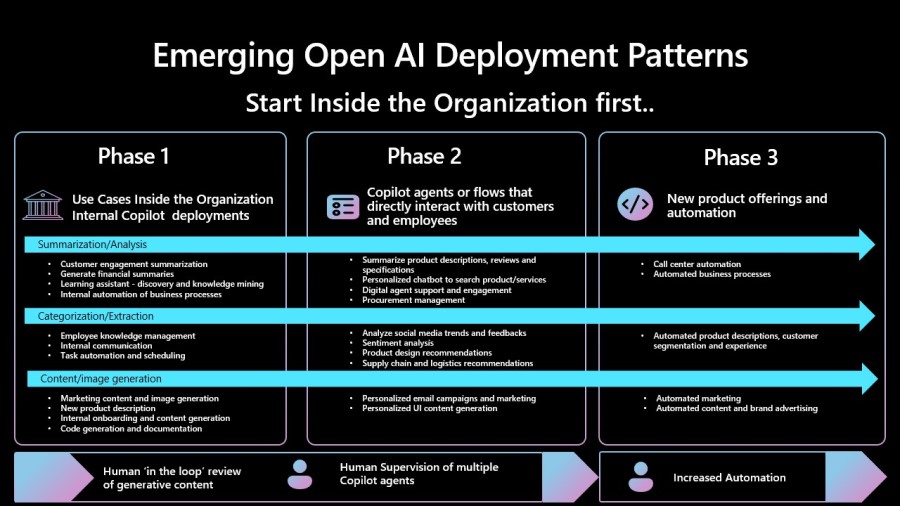 Emerging Open AI Deployment Patterns
Start Inside the Organization first..
Phase 1
Use Cases Inside the Organization
Internal Copilot deployments
Phase 2
Copilot agents or flows that
directly interact with customers
and employees
Phase 3
New product offerings and
automation
Summarization/Analysis
• Customer engagement summarization
• Generate financial summaries
• Learning assistant - discovery and knowledge mining
• Internal automation of business processes
• Summarize product descriptions, reviews and
specifications
• Personalized chatbot to search product/services
• Digital agent support and engagement
• Procurement management
• Call center automation
• Automated business processes
Categorization/Extraction
• Employee knowledge management
• Internal communication
• Task automation and scheduling
• Analyze social media trends and feedbacks
• Sentiment analysis
• Product design recommendations
• Supply chain and logistics recommendations
• Automated product descriptions, customer
segmentation and experience
Content/image generation
• Marketing content and image generation
• New product description
• Internal onboarding and content generation
• Code generation and documentation
• Personalized email campaigns and marketing
• Personalized UI content generation
• Automated marketing
• Automated content and brand advertising
Human ‘in the loop’ review
of generative content
Human Supervision of multiple
Copilot agents
Increased Automation